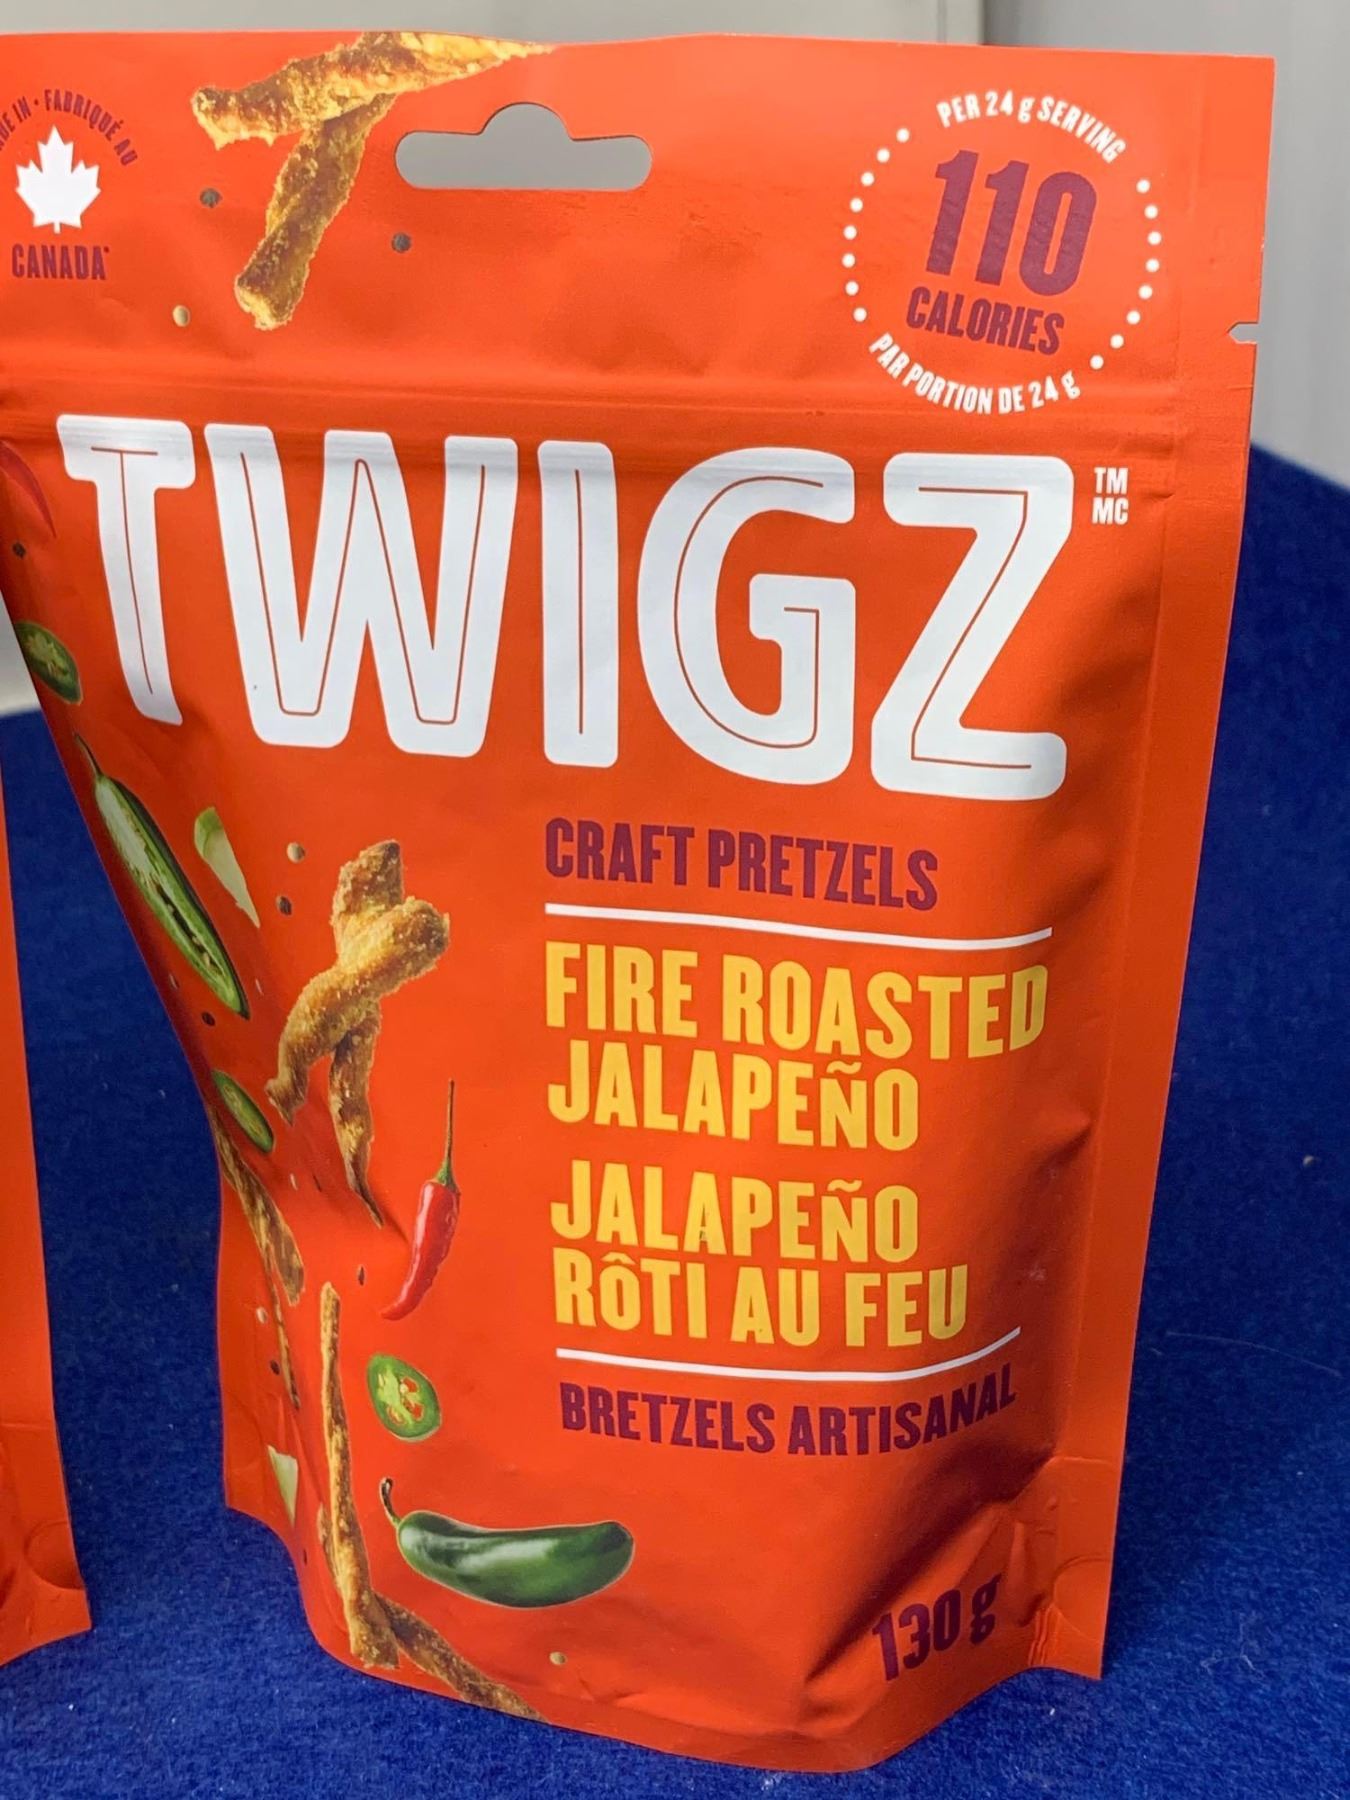 IN • FABRIQUÉ AU
CANADA*
PER 24 g SERVING
110
CALORIES
PAR PORTION DE 24 g
TWIGZ
TM
MC
CRAFT PRETZELS
FIRE ROASTED
JALAPEÑO
JALAPEÑO
RÔTI AU FEU
BRETZELS ARTISANAL
130 g